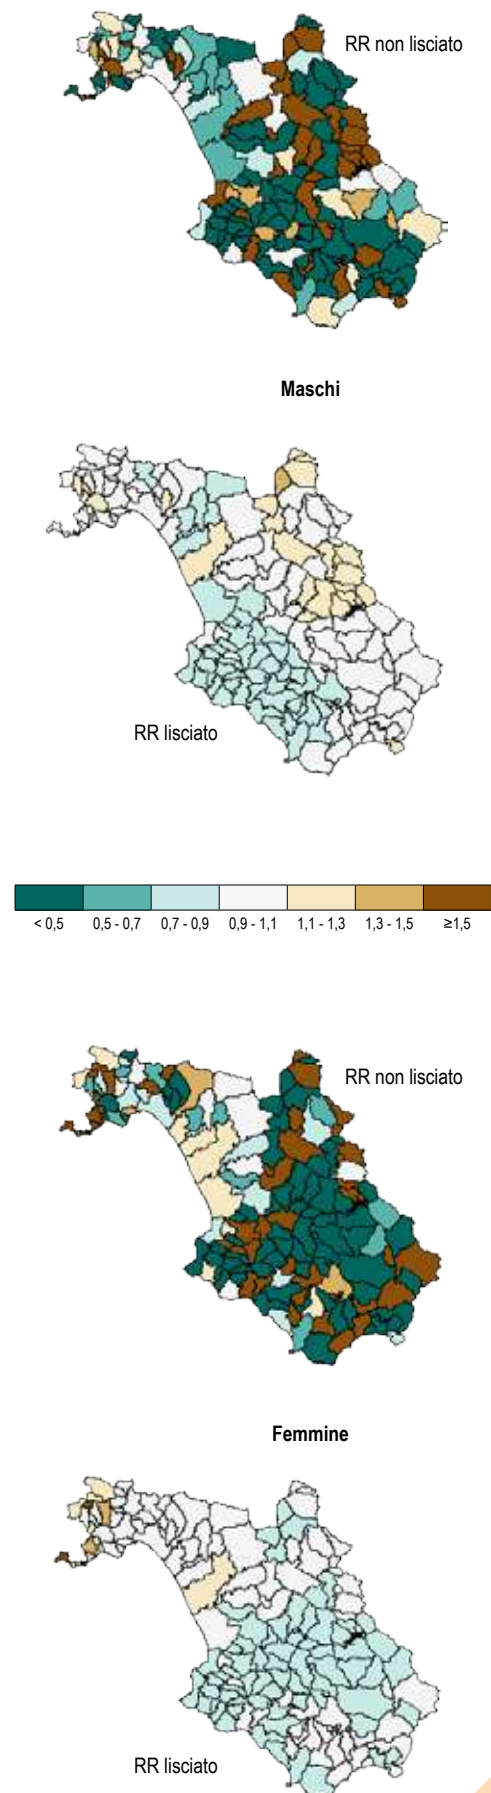 RR non lisciato
Maschi
RR lisciato
< 0,5 0,5 - 0,7 0,7 - 0,9 0,9 - 1,1 1,1 - 1,3 1,3 - 1,5 ≥1,5
RR non lisciato
Femmine
RR lisciato